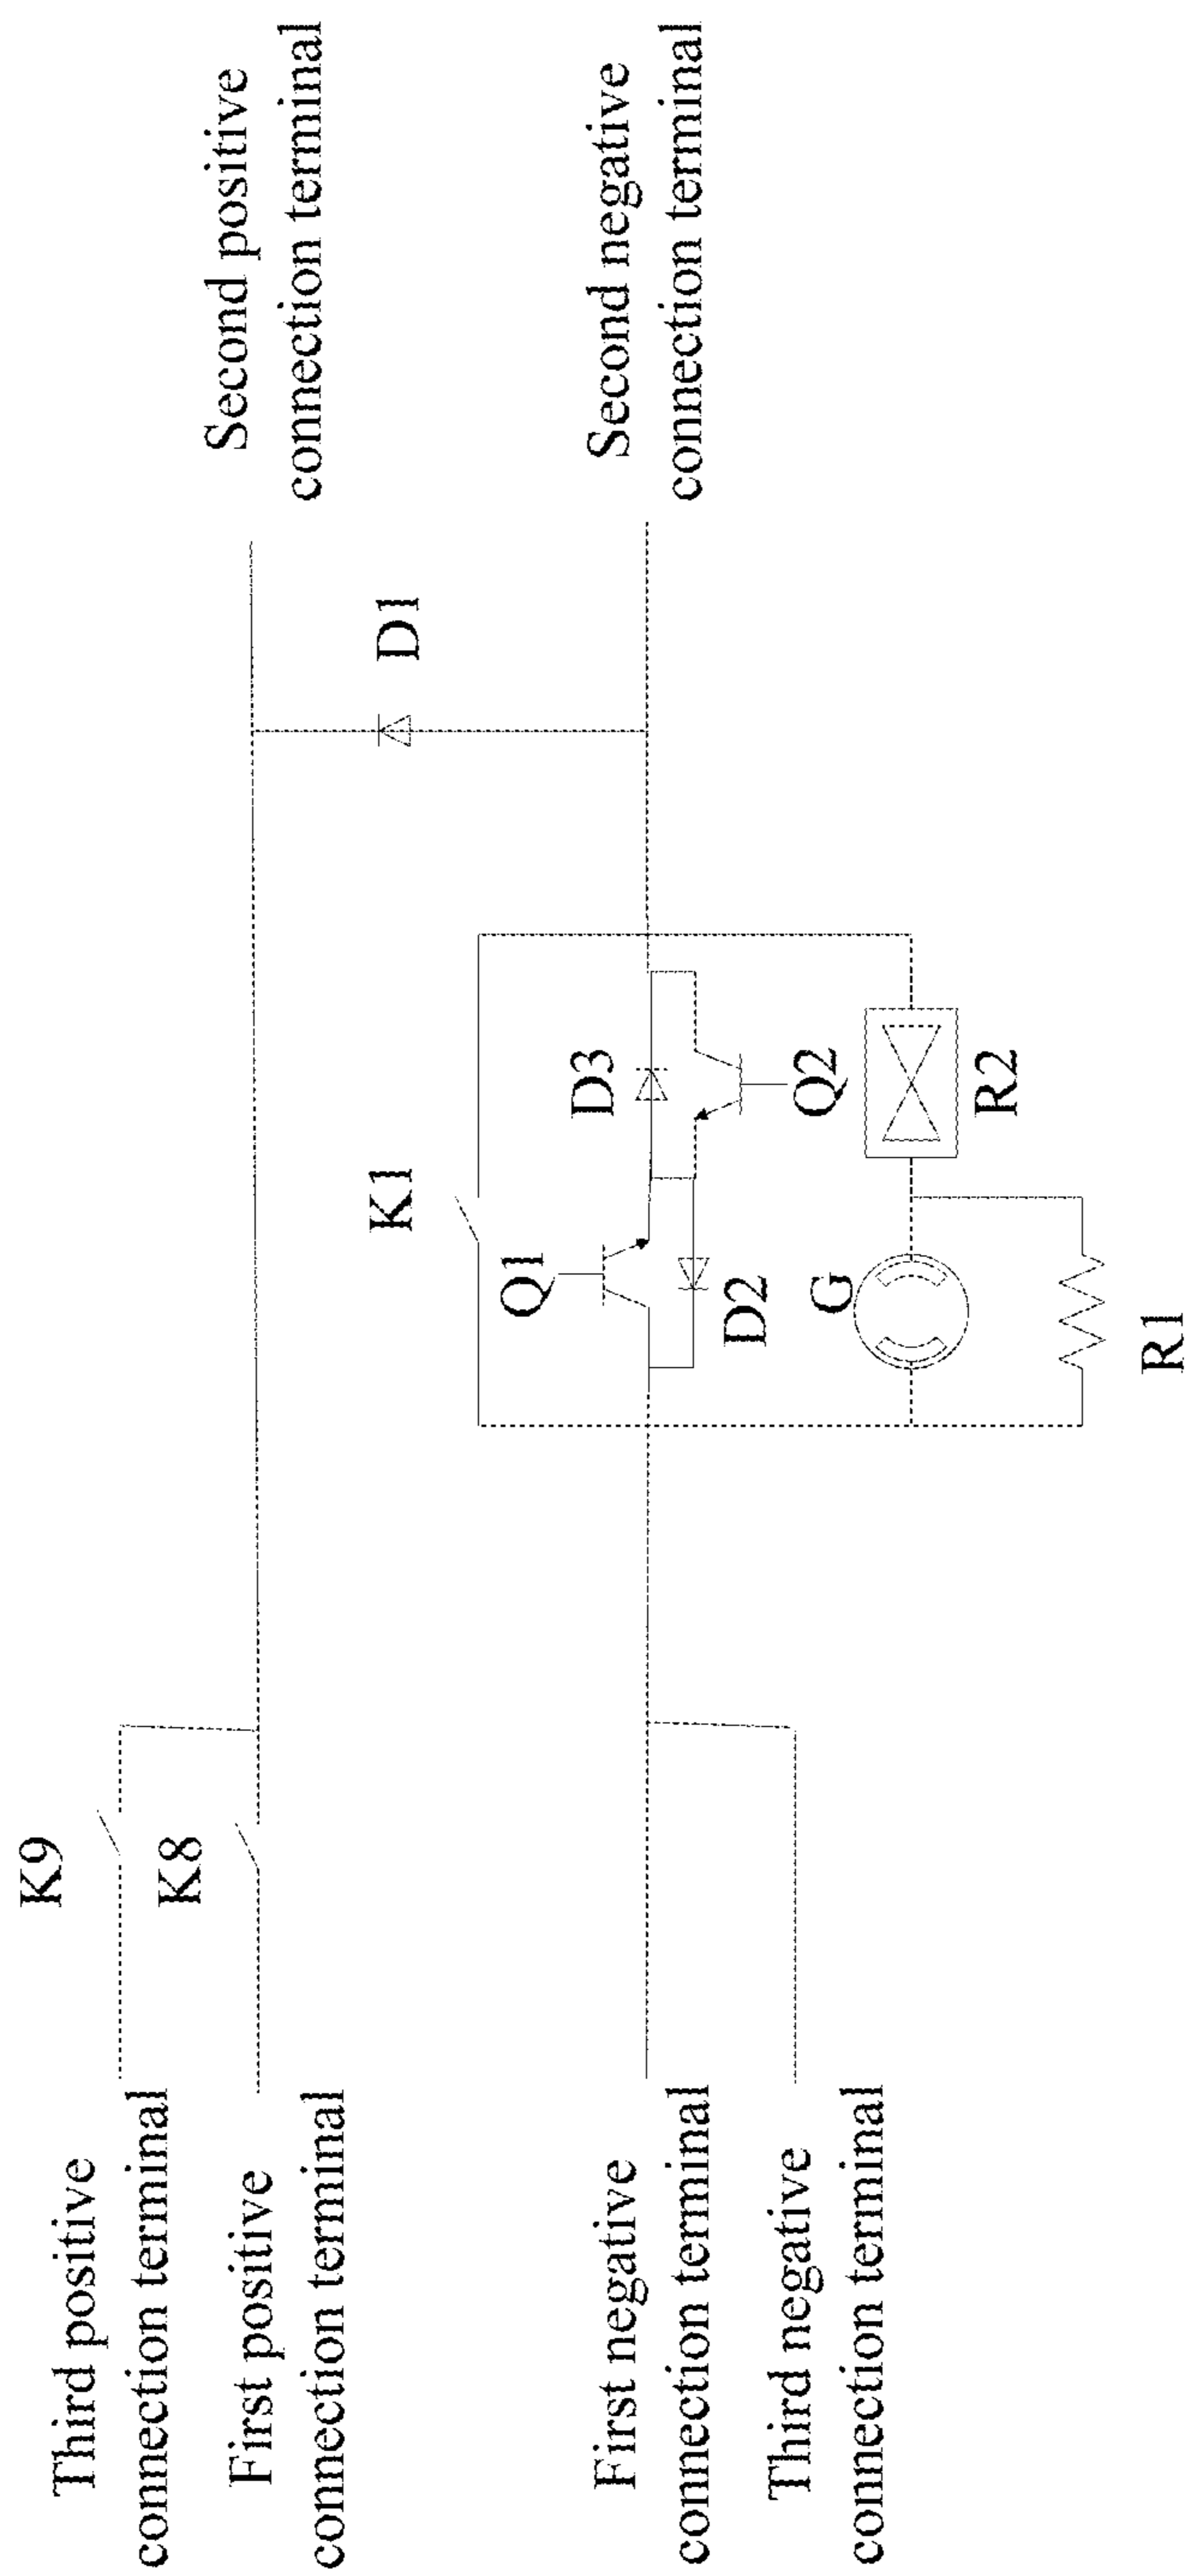 Third positive
connection terminal
K9
First positive
connection terminal
K8
Second positive
connection terminal
D1
K1
Q1
D3
First negative
connection terminal
Second negative
connection terminal
D2
Q2
Third negative
connection terminal
G
R2
R1